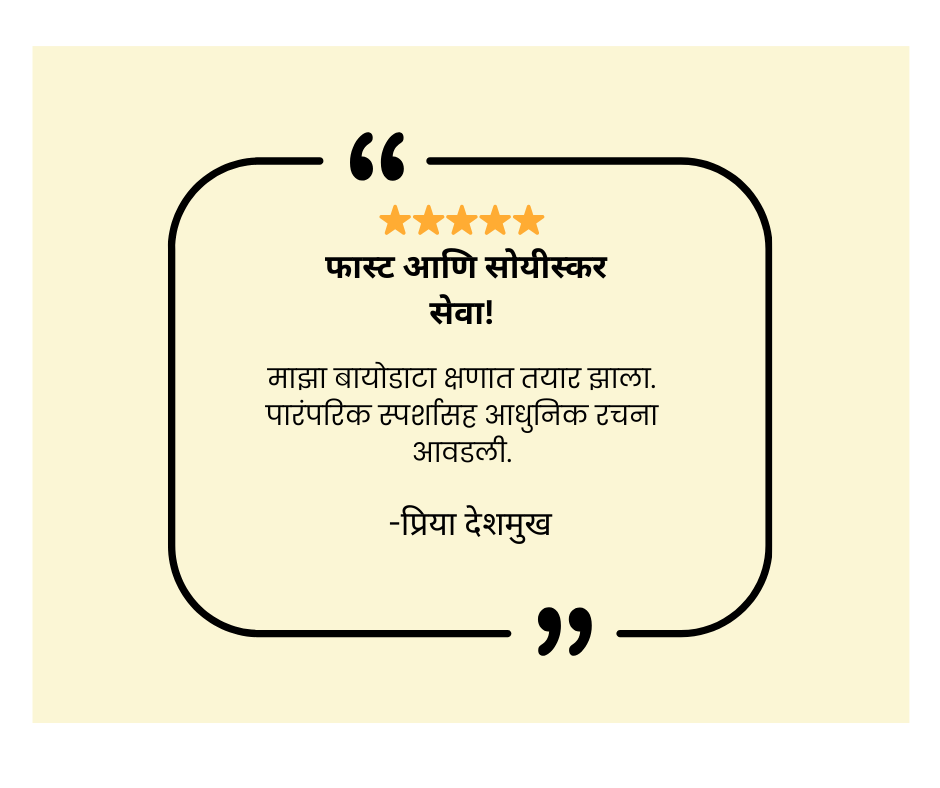 फास्ट आणि सोयीस्कर
सेवा!
माझा बायोडाटा क्षणात तयार झाला.
पारंपरिक स्पर्शासह आधुनिक रचना
आवडली.
-प्रिया देशमुख